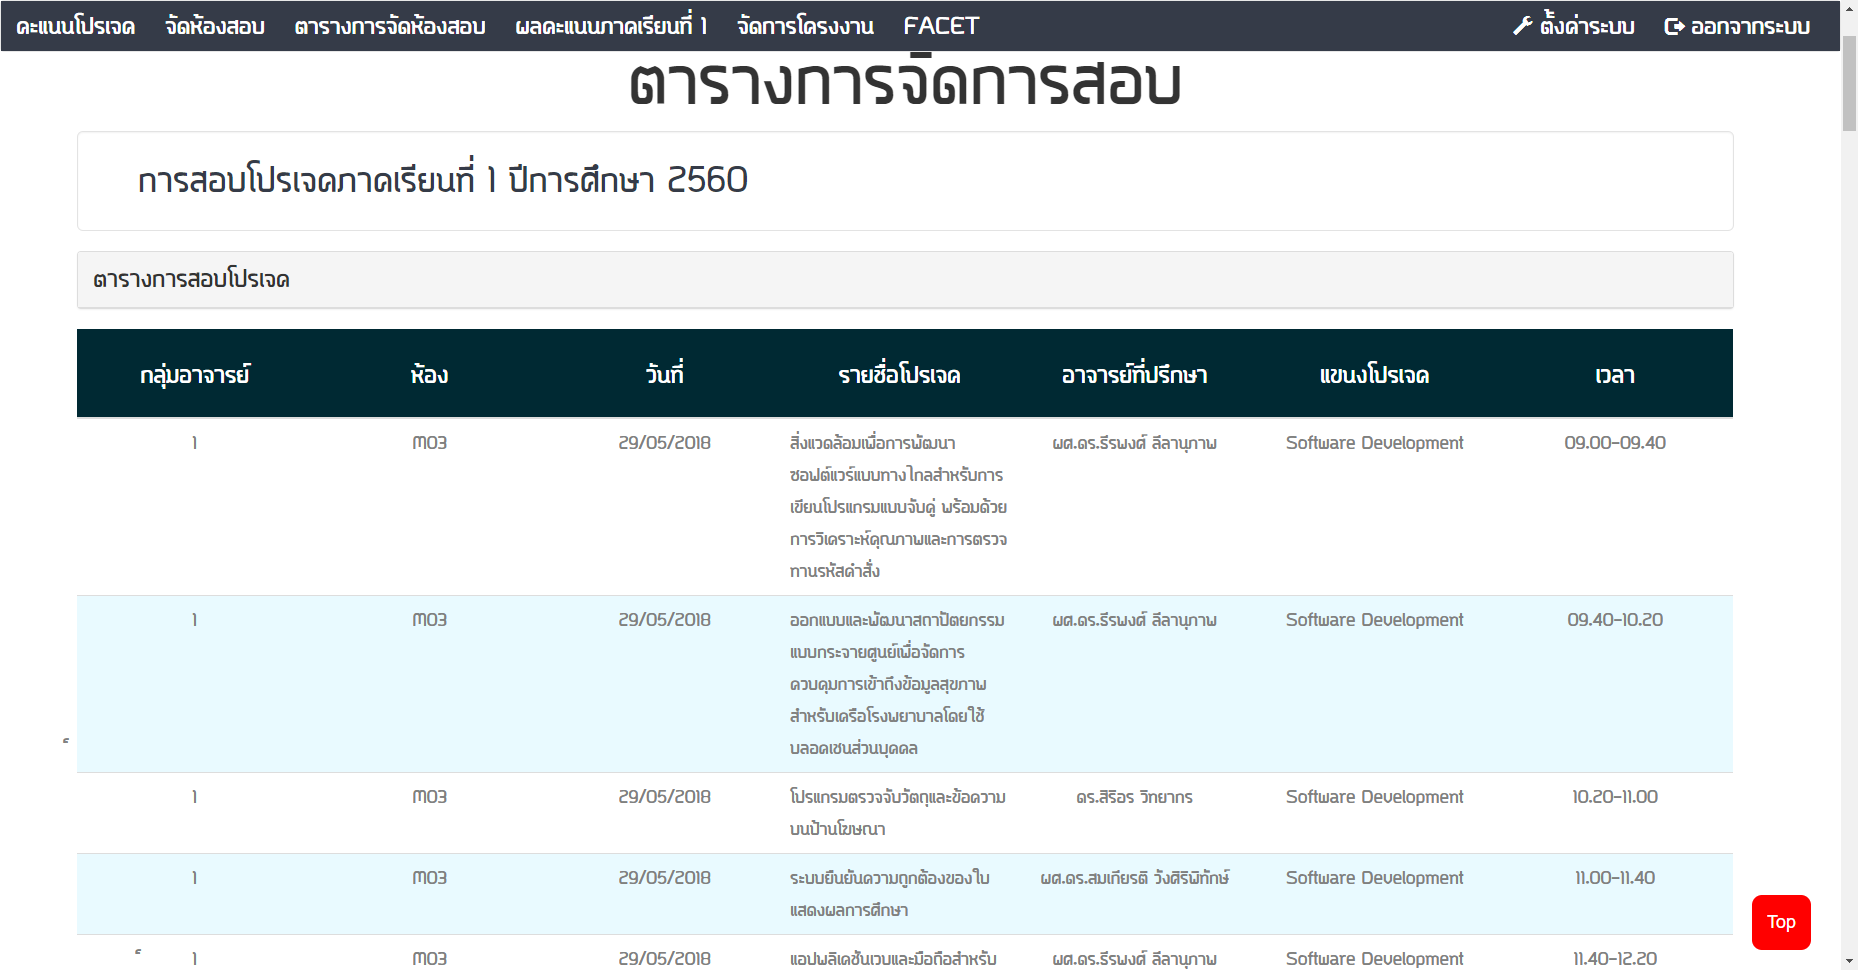 คะแนนโปรเจค จัดห้องสอบ ตารางการจัดห้องสอบ ผลคะแนนภาคเรียนที่ 1 จัดการโครงงาน FACET ตั้งค่าระบบ ออกจากระบบ
ตารางการจัดการสอบ
การสอบโปรเจคภาคเรียนที่ 1 ปีการศึกษา 2560
ตารางการสอบโปรเจค
กลุ่มอาจารย์ ห้อง วันที่ รายชื่อโปรเจค อาจารย์ที่ปรึกษา แขนงโปรเจค เวลา
1 M03 29/05/2018 สิ่งแวดล้อมเพื่อการพัฒนา ผศ.ดร.ธีรพงศ์ ลีลานุภาพ Software Development 09.00-09.40
ซอฟต์แวร์แบบทางไกลสำหรับการ
เขียนโปรแกรมแบบจับคู่ พร้อมด้วย
การวิเคราะห์คุณภาพและการตรวจ
ทานรหัสคำสั่ง
1 M03 29/05/2018 ออกแบบและพัฒนาสถาปัตยกรรม ผศ.ดร.ธีรพงศ์ ลีลานุภาพ Software Development 09.40-10.20
แบบกระจายศูนย์เพื่อจัดการ
ควบคุมการเข้าถึงข้อมูลสุขภาพ
สำหรับเครือโรงพยาบาลโดยใช้
บลอคเชนส่วนบุคคล
1 M03 29/05/2018 โปรแกรมตรวจจับวัตถุและข้อความ ดร.สิริอร วิทยากร Software Development 10.20-11.00
บนป้านโฆษณา
1 M03 29/05/2018 ระบบยืนยันความถูกต้องของใบ ผศ.ดร.สมเกียรติ วังศิริพิทักษ์ Software Development 11.00-11.40
แสดงผลการศึกษา
Top
1 M03 29/05/2018 แอปพลิเคชันเวบและมือถือสำหรับ ผศ.ดร.ธีรพงศ์ ลีลานุภาพ Software Development 11.40-12.20